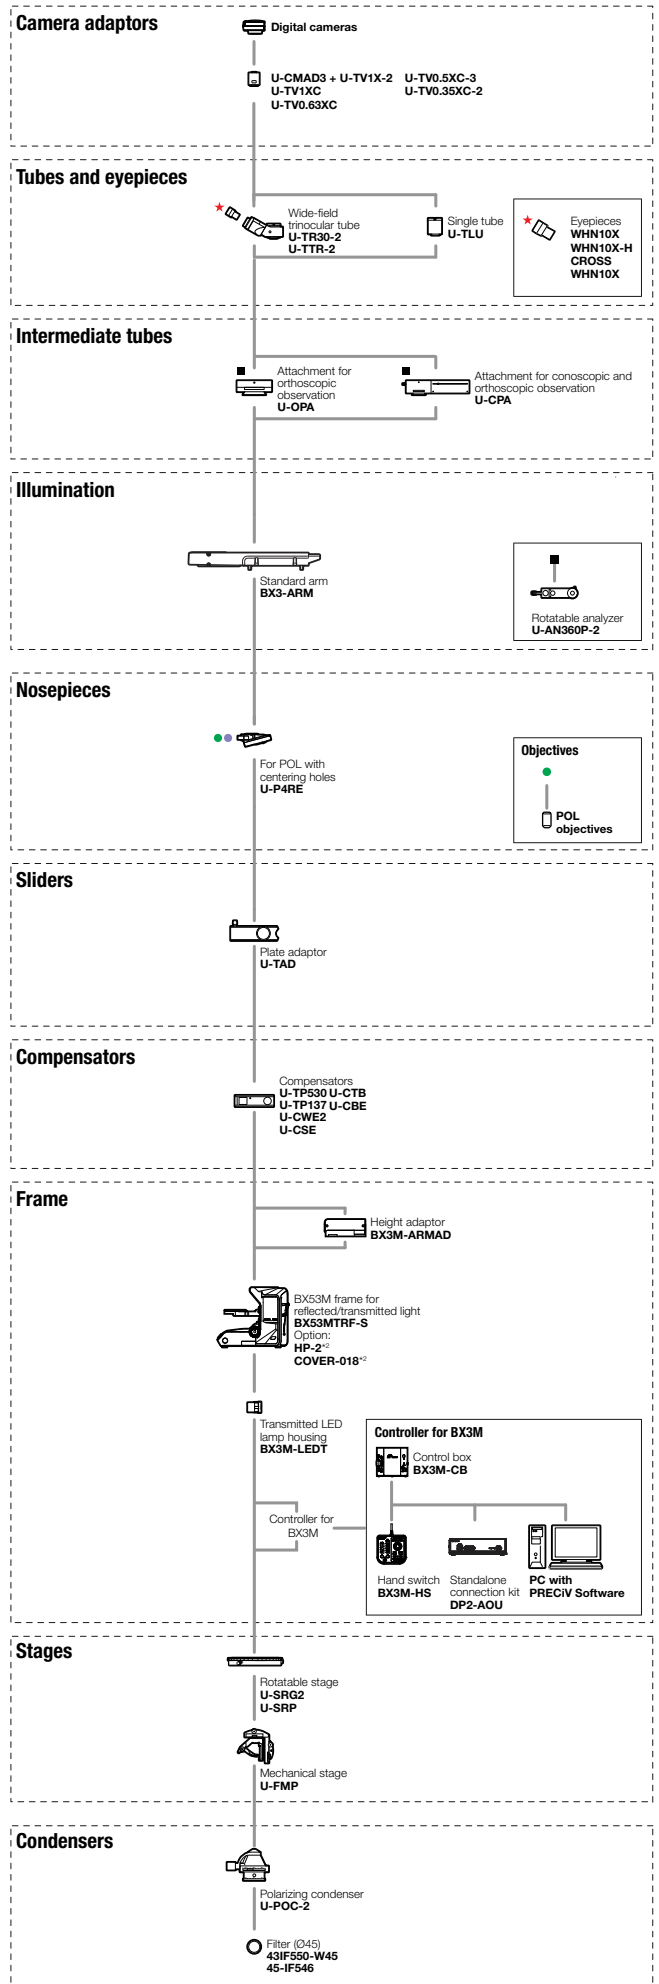 Camera adaptors
Digital cameras
U-CMAD3 + U-TV1X-2 U-TV0.5XC-3
U-TV1XC U-TV0.35XC-2
U-TV0.63XC
Tubes and eyepieces
Wide-field
trinocular tube
U-TR30-2
U-TTR-2
Single tube
U-TLU
Eyepieces
WHN10X
WHN10X-H
CROSS
WHN10X
Intermediate tubes
Attachment for
orthoscopic
observation
U-OPA
Attachment for conoscopic and
orthoscopic observation
U-CPA
Illumination
Standard arm
BX3-ARM
Rotatable analyzer
U-AN360P-2
Nosepieces
For POL with
centering holes
U-P4RE
Objectives
POL
objectives
Sliders
Plate adaptor
U-TAD
Compensators
Compensators
U-TP530 U-CTB
U-TP137 U-CBE
U-CWE2
U-CSE
Frame
Height adaptor
BX3M-ARMAD
BX53M frame for
reflected/transmitted light
BX53MTRF-S
Option:
HP-2*2
COVER-018*2
Transmitted LED
lamp housing
BX3M-LEDT
Controller for
BX3M
Controller for BX3M
Control box
BX3M-CB
Hand switch
BX3M-HS
Standalone
connection kit
DP2-AOU
PC with
PRECiV Software
Stages
Rotatable stage
U-SRG2
U-SRP
Mechanical stage
U-FMP
Condensers
Polarizing condenser
U-POC-2
Filter (Ø45)
43IF550-W45
45-IF546